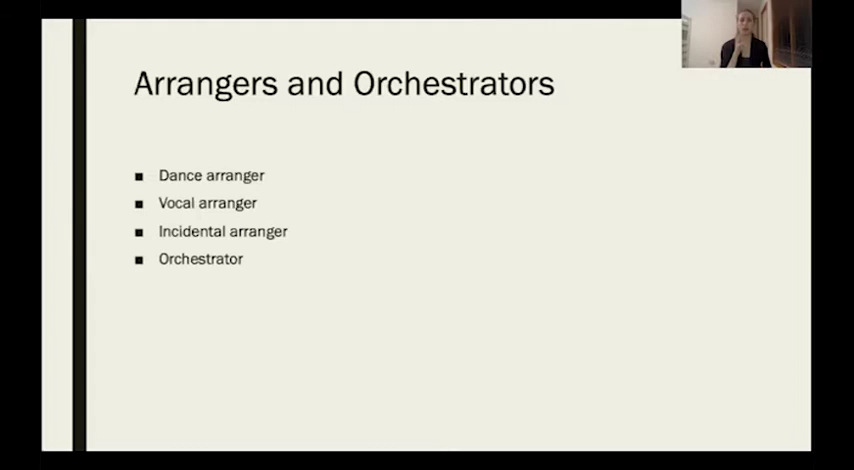 Arrangers and Orchestrators
■ Dance arranger
■ Vocal arranger
■ Incidental arranger
■ Orchestrator